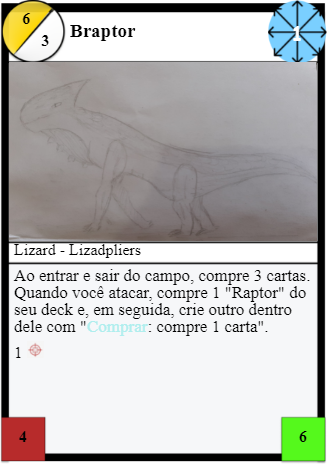 6
3
Braptor
1
Lizard - Lizadpliers
Ao entrar e sair do campo, compre 3 cartas.
Quando você atacar, compre 1 "Raptor" do
seu deck e, em seguida, crie outro dentro
dele com "Comprar: compre 1 carta".
1
4
6